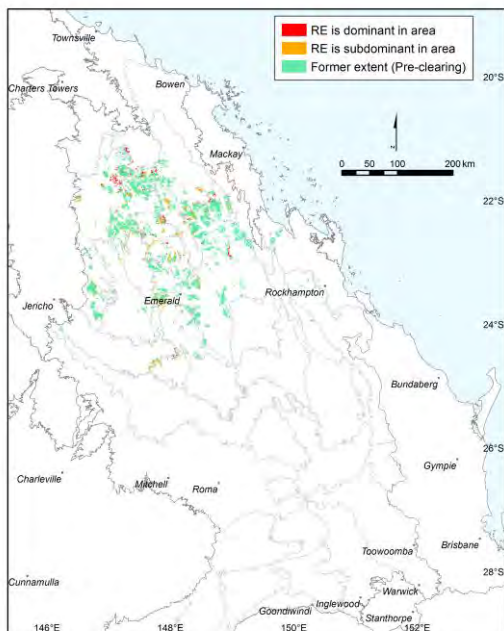 RE is dominant in area
RE is subdominant in area
Former extent (Pre-clearing)
Townsville
Bowen
20°S
Charters Towers
Mackay
0 50 100 200 km
22°S
Emerald
Rockhampton
Jericho
24°S
Bundaberg
26°S
Gympie
Charleville
Mitchell
Roma
Brisbane
Toowoomba
Cunnamulla
28°S
Warwick
Inglewood
Goondiwindi
Stanthorpe
146°E
148°E
150°E
152°E